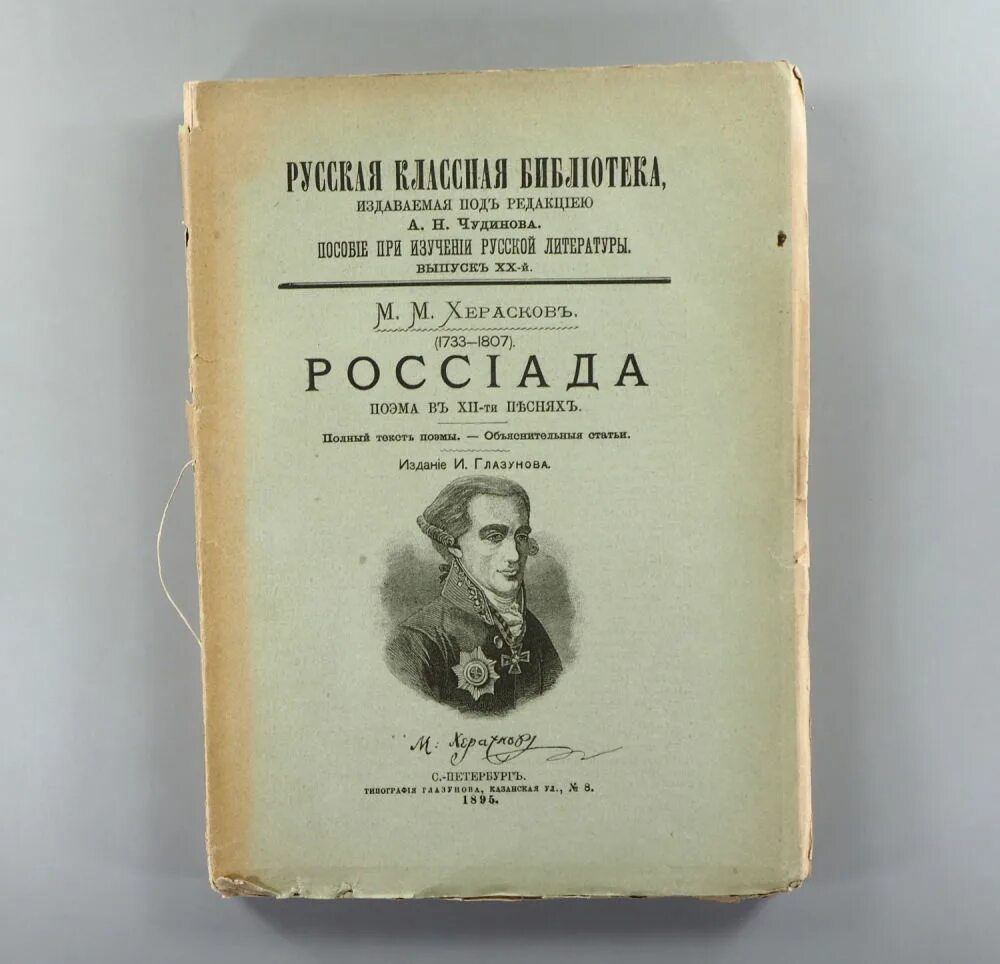 РУССКАЯ КЛАССНАЯ БИБЛІОТЕКА,
ИЗДАВАЕМАЯ ПОДЪ РЕДАКЦІЕЮ
А. Н. Чудинова.
ПОСОБІЕ ПРИ ИЗУЧЕНІИ РУССКОЙ ЛИТЕРАТУРЫ.
ВЫПУСКЪ XX-й.
М. М. ХЕРАСКОВЪ.
(1733—1807).
РОССІАДА
ПОЭМА ВЪ XII-ти ПѢСНЯХЪ.
Полный текстъ поэмы. — Объяснительныя статьи.
Изданіе И. Глазунова.
М: Херасковъ
С.-ПЕТЕРБУРГЪ.
ТИПОГРАФІЯ ГЛАЗУНОВА, КАЗАНСКАЯ УЛ., № 8.
1895.